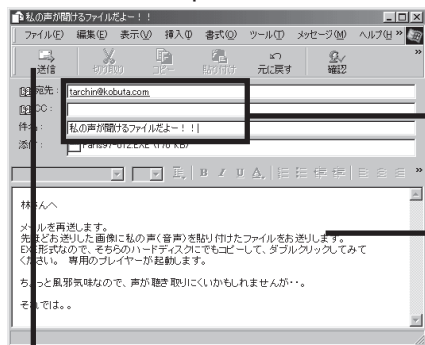 私の声が聞けるファイルだよー！！
ファイル(F) 編集(E) 表示(V) 挿入(I) 書式(O) ツール(T) メッセージ(M) ヘルプ(H) »
送信 切り取り コピー 貼り付け 元に戻す 確認 »
宛先： tarchin@kobuta.com
CC：
件名： 私の声が聞けるファイルだよー！！
添付： Paris97-012.EXE (170 KB)
B I U A
林さんへ
メールを再送します。
先ほどお送りした画像に私の声（音声）を貼り付けたファイルをお送りします。
EXE形式なので、そちらのハードディスクにでもコピーして、ダブルクリックしてみて
ください。 専用のプレイヤーが起動します。
ちょっと風邪気味なので、声が聴き取りにくいかもしれませんが・・。
それでは。。